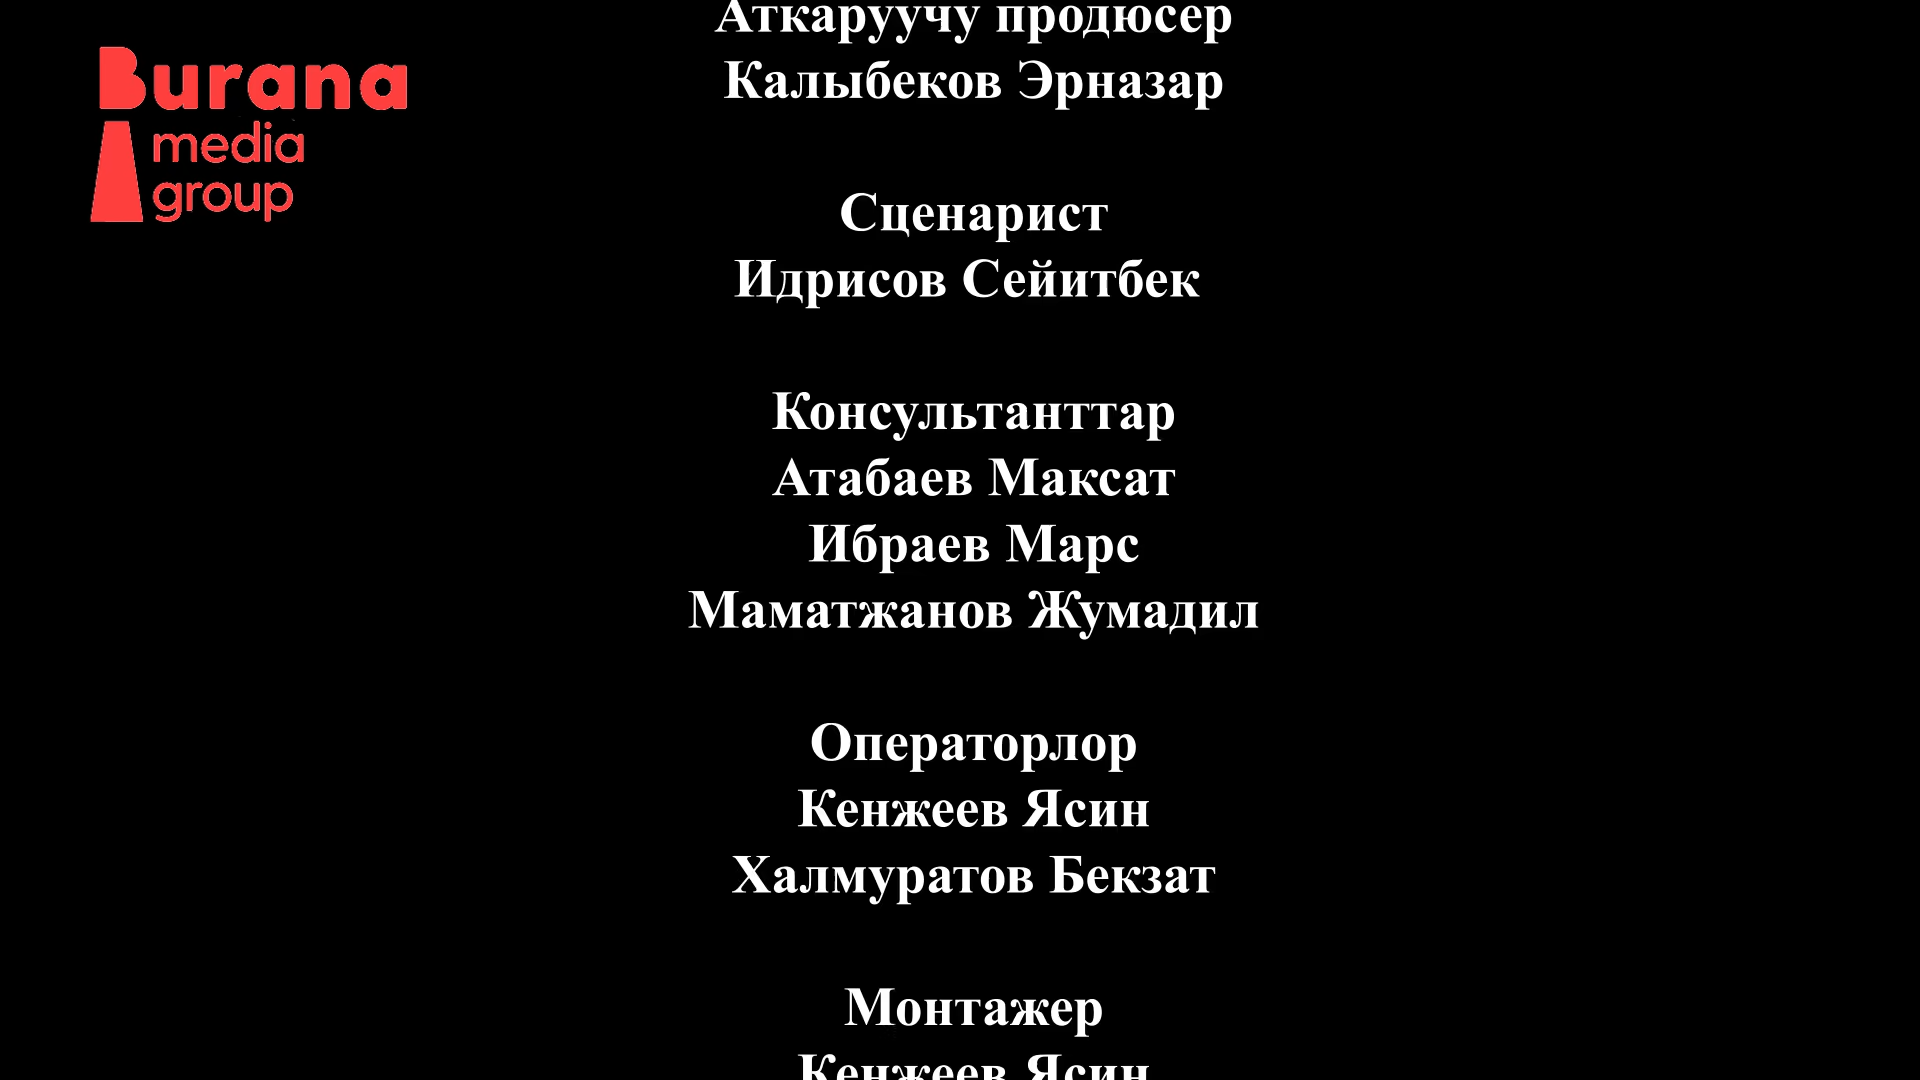 Burana
media
group
Аткаруучу продюсер
Калыбеков Эрназар
Сценарист
Идрисов Сейитбек
Консультанттар
Атабаев Максат
Ибраев Марс
Маматжанов Жумадил
Операторлор
Кенжеев Ясин
Халмуратов Бекзат
Монтажер
Кенжеев Ясин